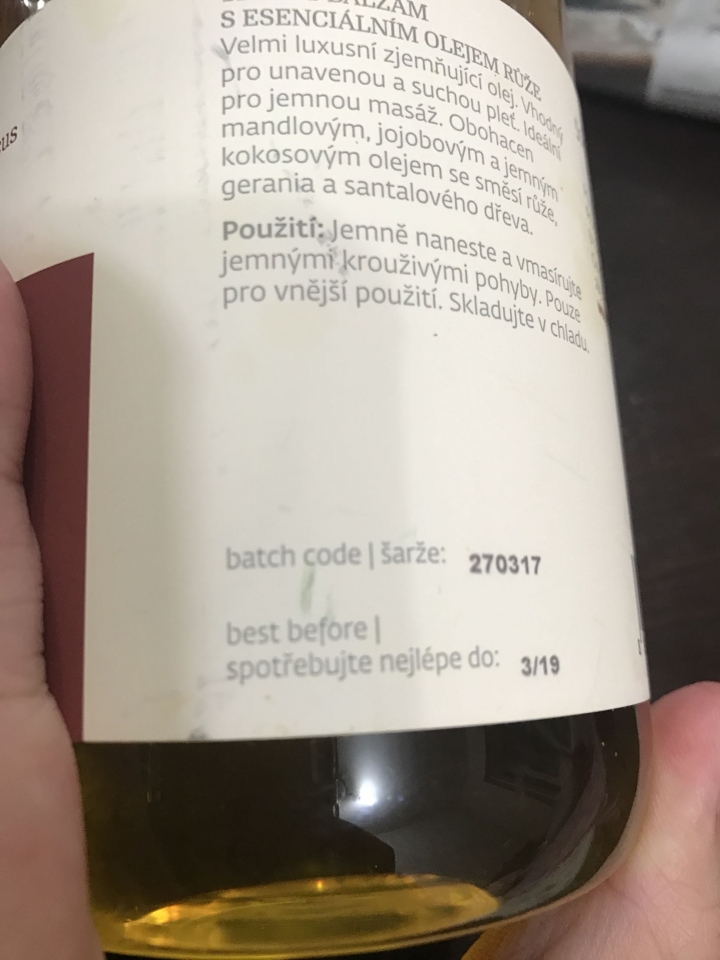 BALZÁM
S ESENCIÁLNÍM OLEJEM RŮŽE
Velmi luxusní zjemňující olej. Vhodný
pro unavenou a suchou pleť. Ideální
pro jemnou masáž. Obohacen
mandlovým, jojobovým a jemným
kokosovým olejem se směsí růže,
gerania a santalového dřeva.
Použití: Jemně naneste a vmasírujte
jemnými krouživými pohyby. Pouze
pro vnější použití. Skladujte v chladu.
batch code | šarže: 270317
best before |
spotřebujte nejlépe do: 3/19